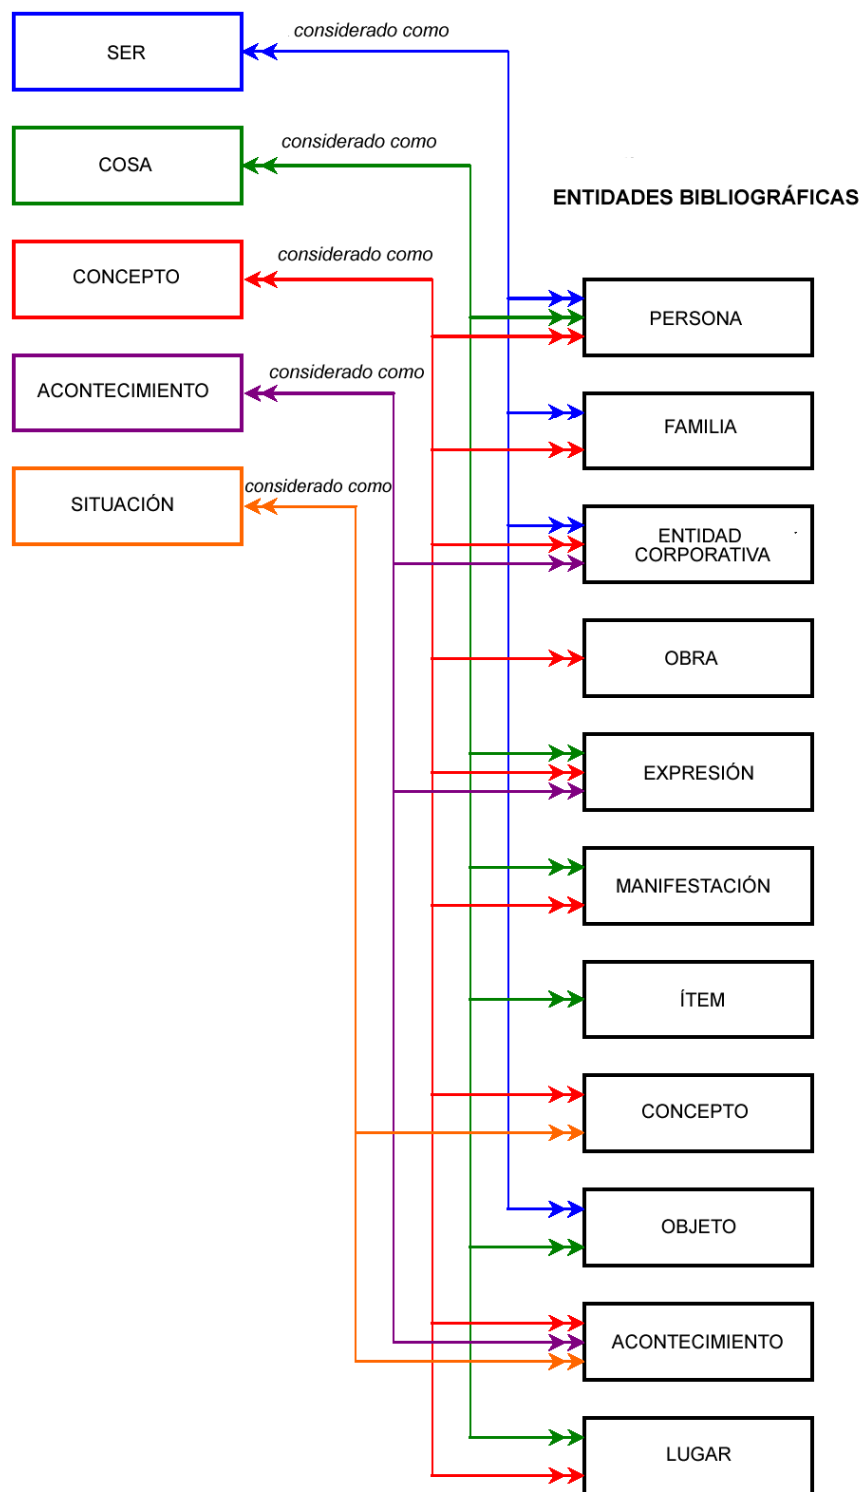 considerado como
SER
considerado como
COSA
ENTIDADES BIBLIOGRÁFICAS
considerado como
CONCEPTO
PERSONA
considerado como
ACONTECIMIENTO
FAMILIA
considerado como
SITUACIÓN
ENTIDAD
CORPORATIVA
OBRA
EXPRESIÓN
MANIFESTACIÓN
ÍTEM
CONCEPTO
OBJETO
ACONTECIMIENTO
LUGAR